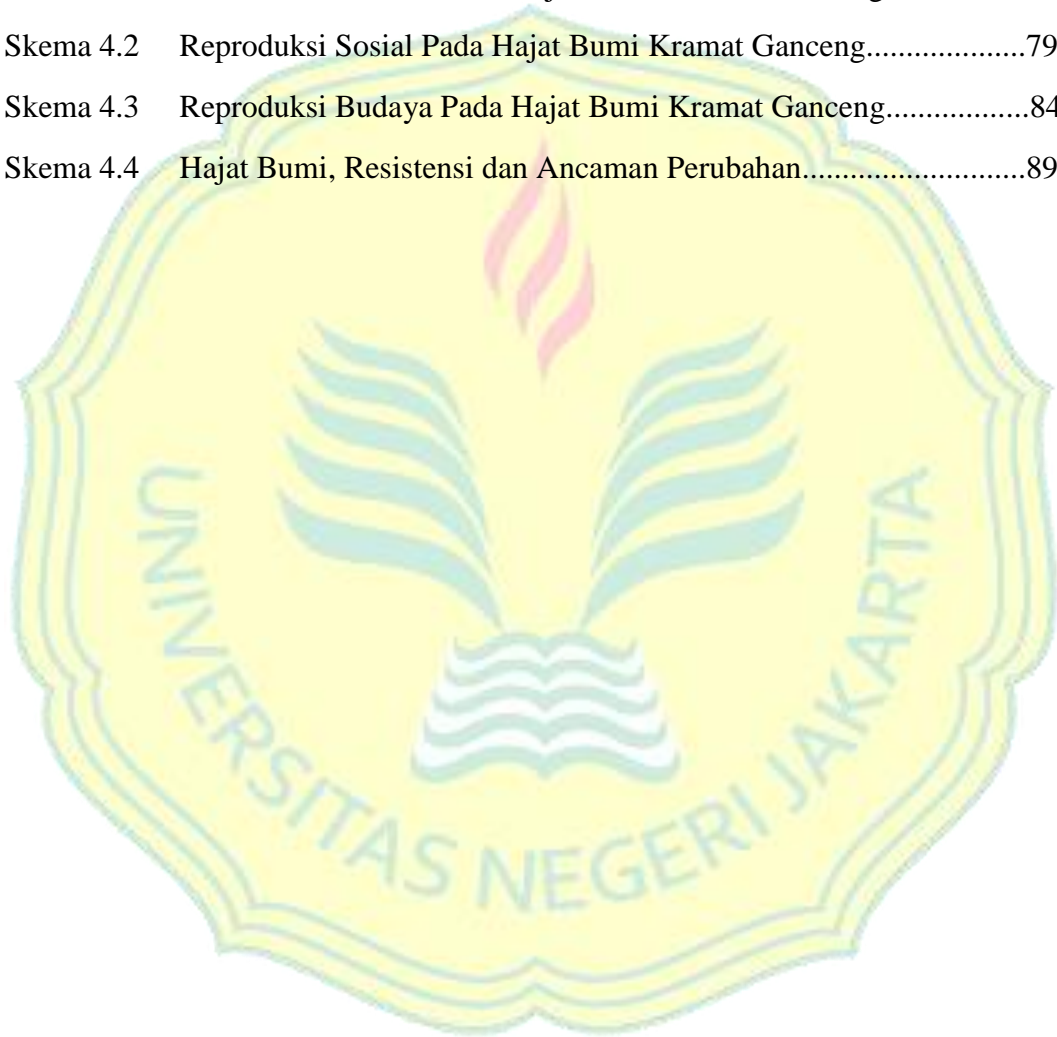 Skema 4.2 Reproduksi Sosial Pada Hajat Bumi Kramat Ganceng....................79
Skema 4.3 Reproduksi Budaya Pada Hajat Bumi Kramat Ganceng.................84
Skema 4.4 Hajat Bumi, Resistensi dan Ancaman Perubahan..........................89
UNIVERSITAS NEGERI JAKARTA